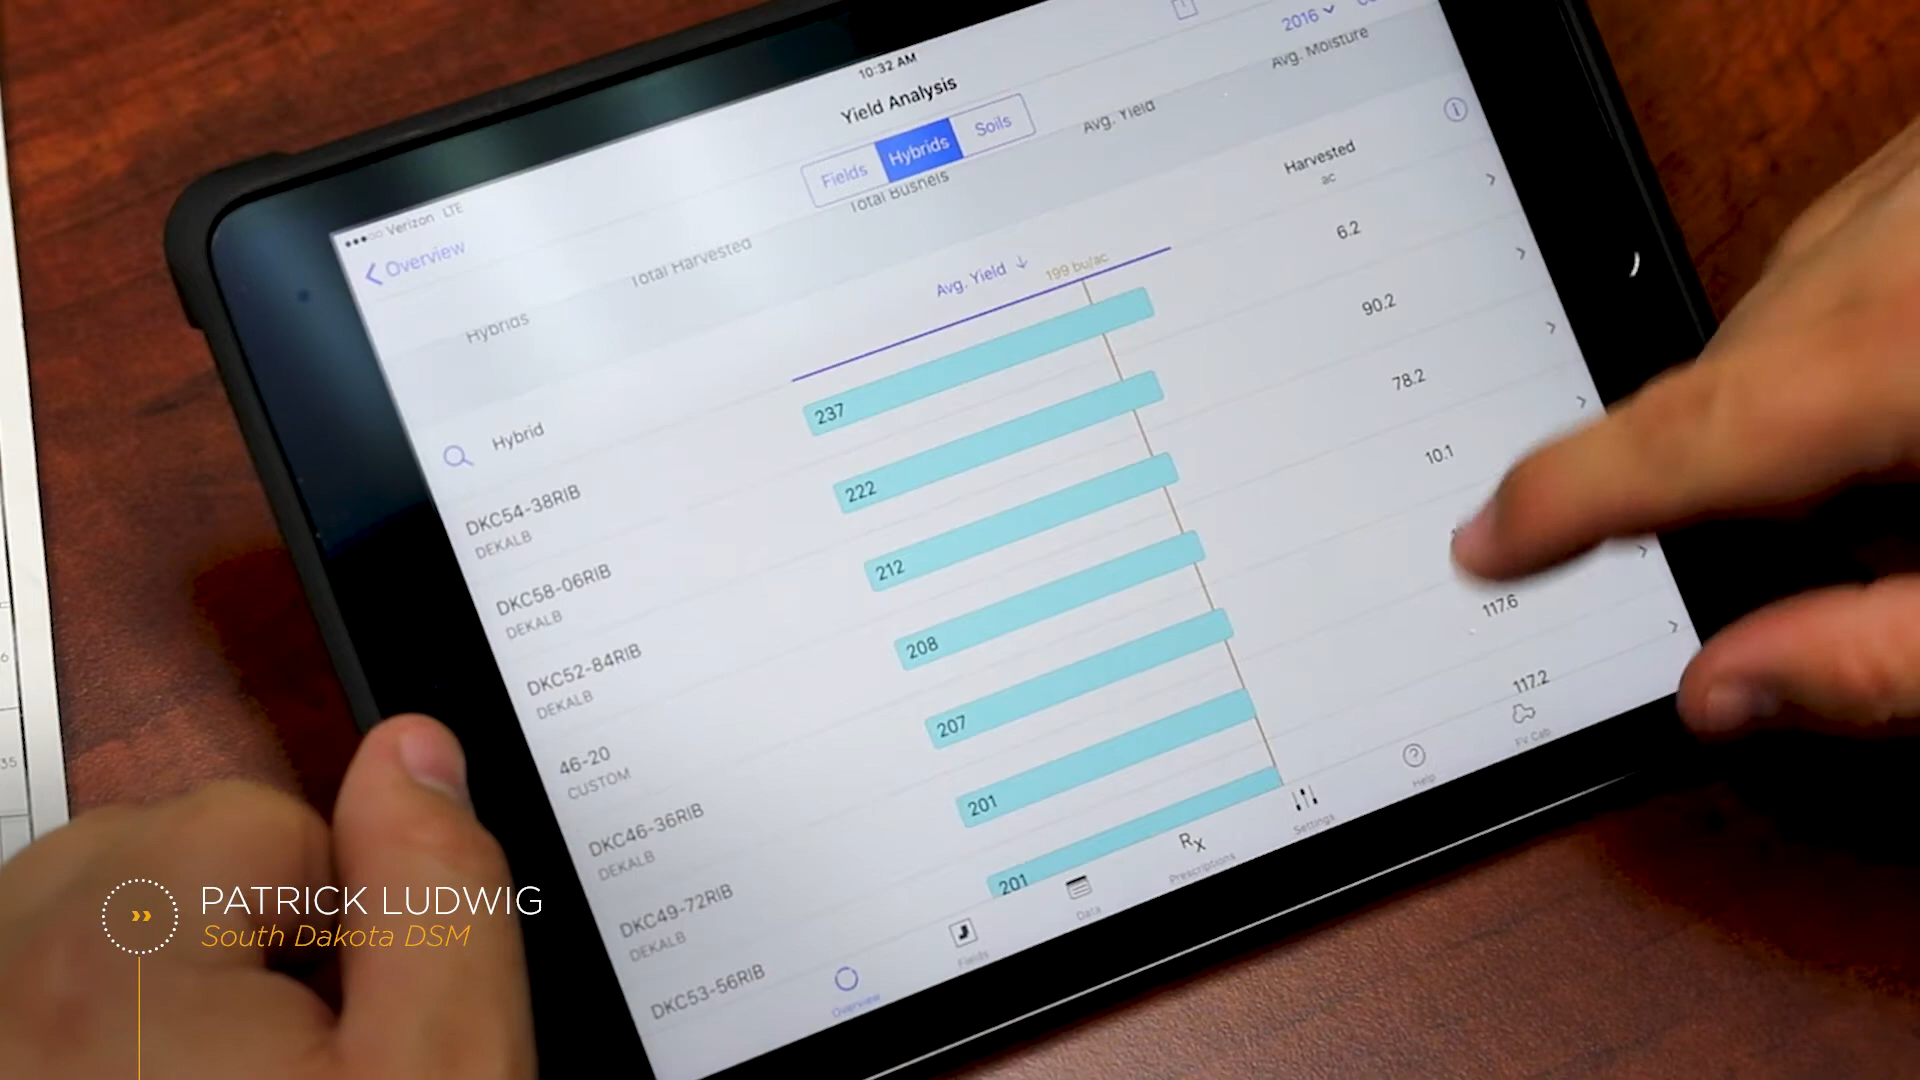 ●●●○○ Verizon LTE
10:32 AM
2016
Overview
Yield Analysis
Fields
Hybrids
Soils
Hybrids
Total Harvested
Total Bushels
Avg. Yield
Avg. Moisture
Hybrid
Avg. Yield ↓
199 bu/ac
Harvested
ac
DKC54-38RIB
DEKALB
237
6.2
DKC58-06RIB
DEKALB
222
90.2
DKC52-84RIB
DEKALB
212
78.2
46-20
CUSTOM
208
10.1
DKC46-36RIB
DEKALB
207
DKC49-72RIB
DEKALB
201
117.6
DKC53-56RIB
201
117.2
Overview
Fields
Data
Rx
Prescriptions
Settings
Help
FV Cab
6
35
PATRICK LUDWIG
South Dakota DSM